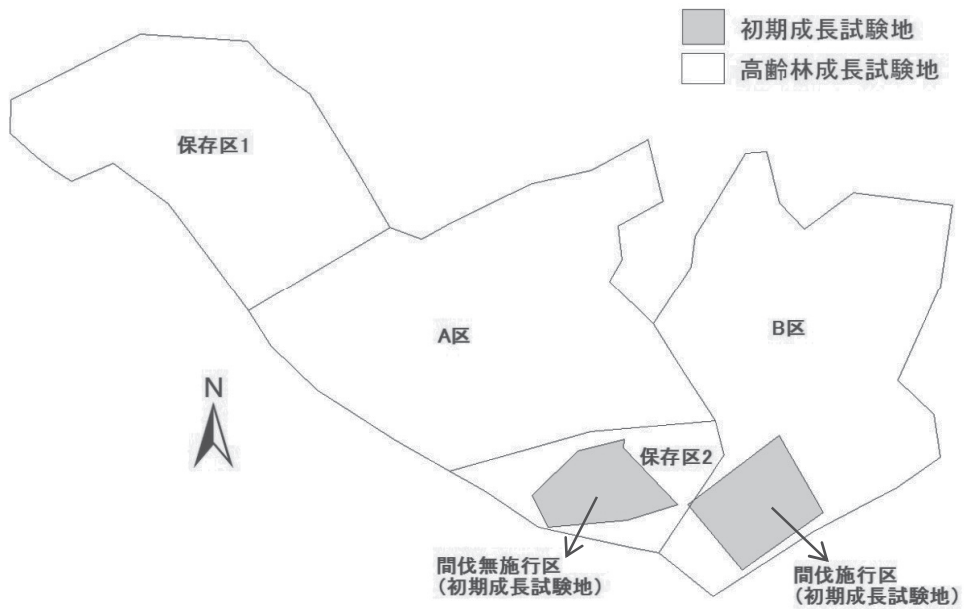 初期成長試験地
高齢林成長試験地
保存区1
A区
B区
N
保存区2
間伐無施行区
(初期成長試験地)
間伐施行区
(初期成長試験地)